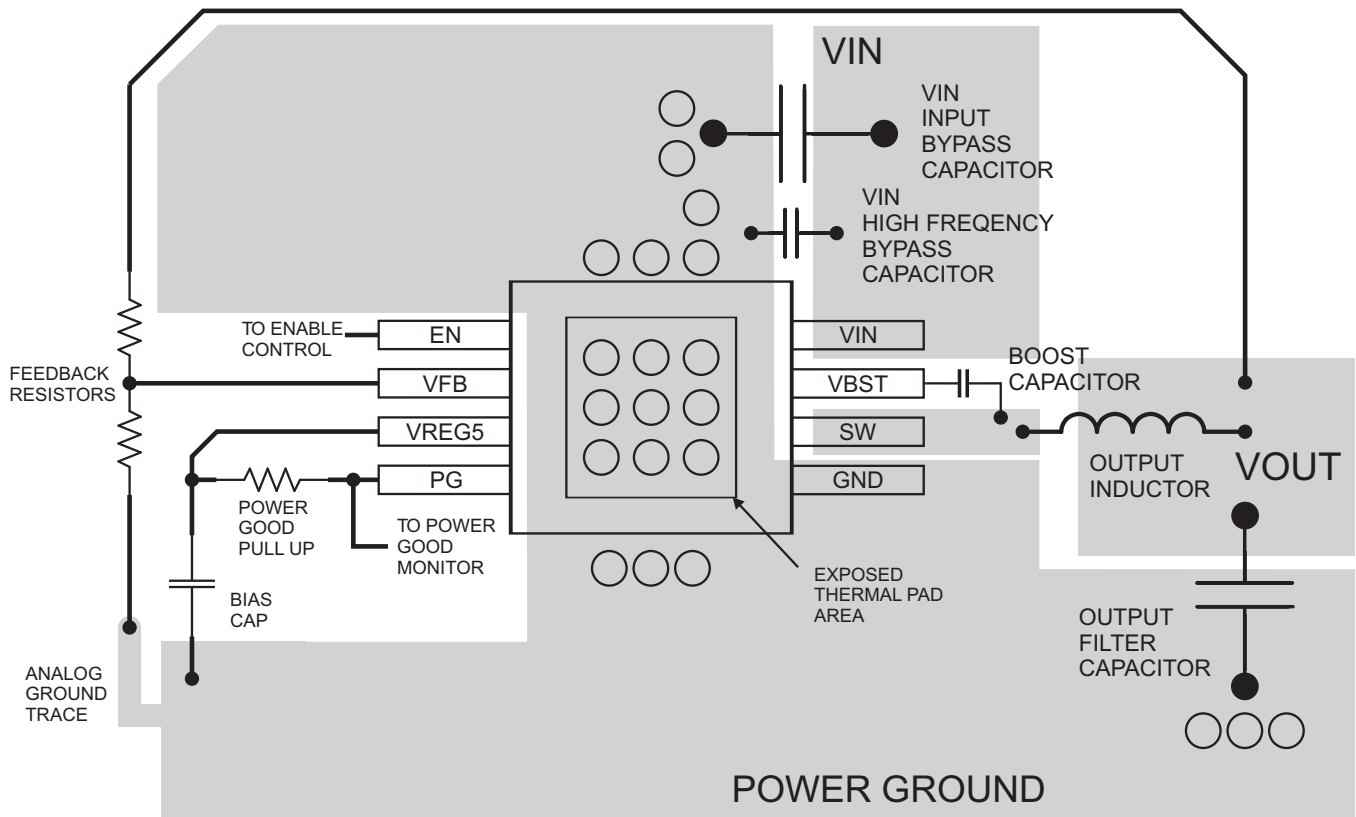 VIN
VIN
INPUT
BYPASS
CAPACITOR
VIN
HIGH FREQENCY
BYPASS
CAPACITOR
TO ENABLE
CONTROL
EN
VIN
FEEDBACK
RESISTORS
VFB
VBST
BOOST
CAPACITOR
VREG5
SW
PG
GND
OUTPUT
INDUCTOR
VOUT
POWER
GOOD
PULL UP
TO POWER
GOOD
MONITOR
EXPOSED
THERMAL PAD
AREA
BIAS
CAP
OUTPUT
FILTER
CAPACITOR
ANALOG
GROUND
TRACE
POWER GROUND